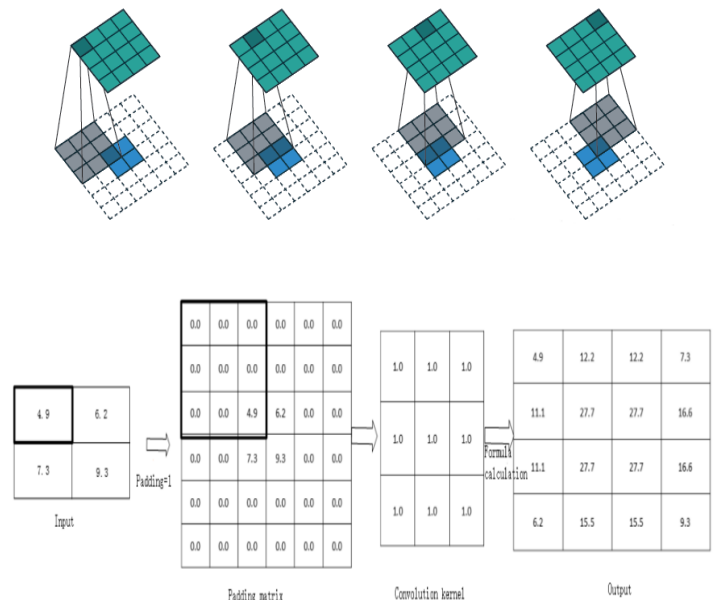 0.0 0.0 0.0 0.0 0.0 0.0
0.0 0.0 0.0 0.0 0.0 0.0
0.0 0.0 4.9 6.2 0.0 0.0
0.0 0.0 7.3 9.3 0.0 0.0
0.0 0.0 0.0 0.0 0.0 0.0
0.0 0.0 0.0 0.0 0.0 0.0
4.9 6.2
7.3 9.3
Input
Padding=1
Padding matrix
1.0 1.0 1.0
1.0 1.0 1.0
1.0 1.0 1.0
Convolution kernel
Formula
calculation
4.9 12.2 12.2 7.3
11.1 27.7 27.7 16.6
11.1 27.7 27.7 16.6
6.2 15.5 15.5 9.3
Output